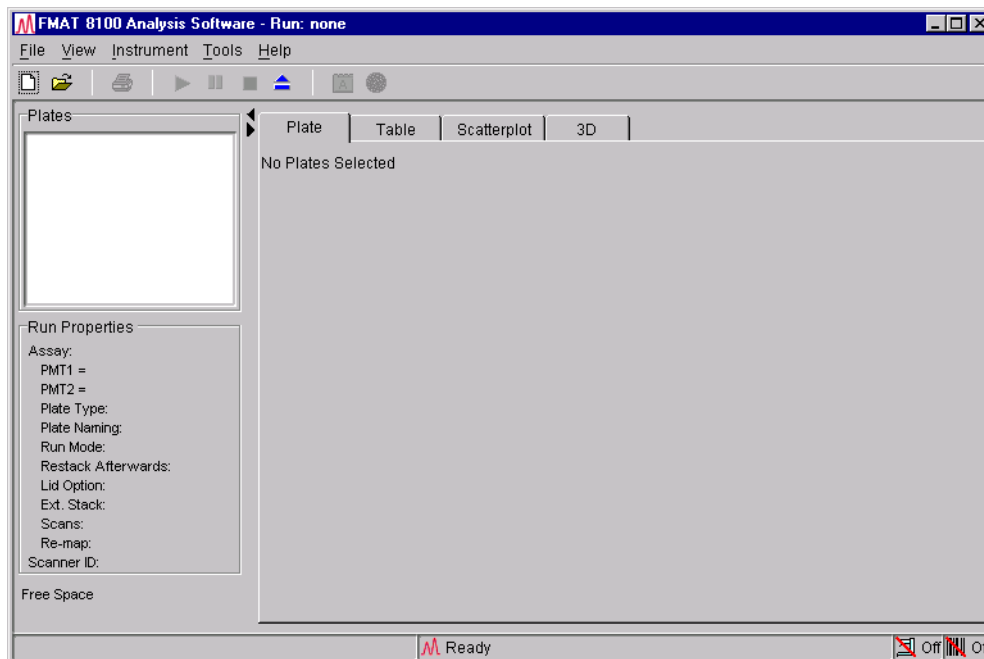 FMAT 8100 Analysis Software - Run: none
File View Instrument Tools Help
Plates
Plate Table Scatterplot 3D
No Plates Selected
Run Properties
Assay:
PMT1 =
PMT2 =
Plate Type:
Plate Naming:
Run Mode:
Restack Afterwards:
Lid Option:
Ext. Stack:
Scans:
Re-map:
Scanner ID:
Free Space
Ready
Off